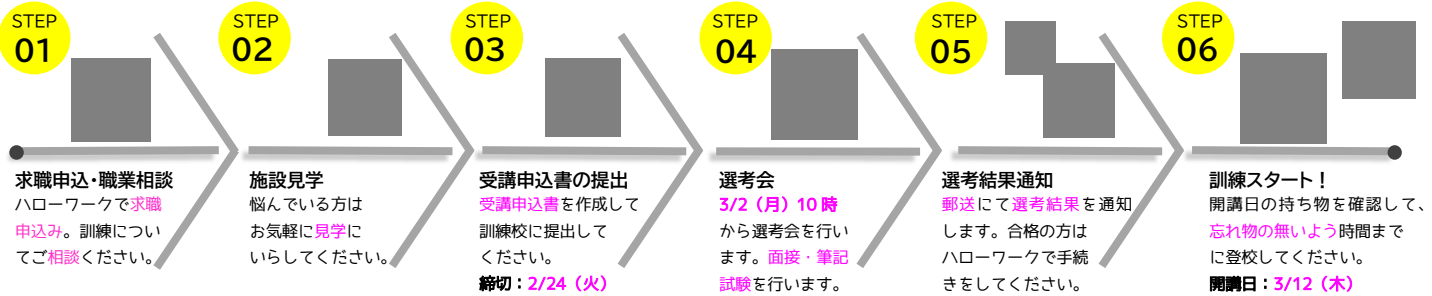 STEP
01
求職申込・職業相談
ハローワークで求職
申込み。訓練につい
てご相談ください。
STEP
02
施設見学
悩んでいる方は
お気軽に見学に
いらしてください。
STEP
03
受講申込書の提出
受講申込書を作成して
訓練校に提出して
ください。
締切：2/24（火）
STEP
04
選考会
3/2（月）10時
から選考会を行い
ます。面接・筆記
試験を行います。
STEP
05
選考結果通知
郵送にて選考結果を通知
します。合格の方は
ハローワークで手続
きをしてください。
STEP
06
訓練スタート！
開講日の持ち物を確認して、
忘れ物の無いよう時間まで
に登校してください。
開講日：3/12（木）